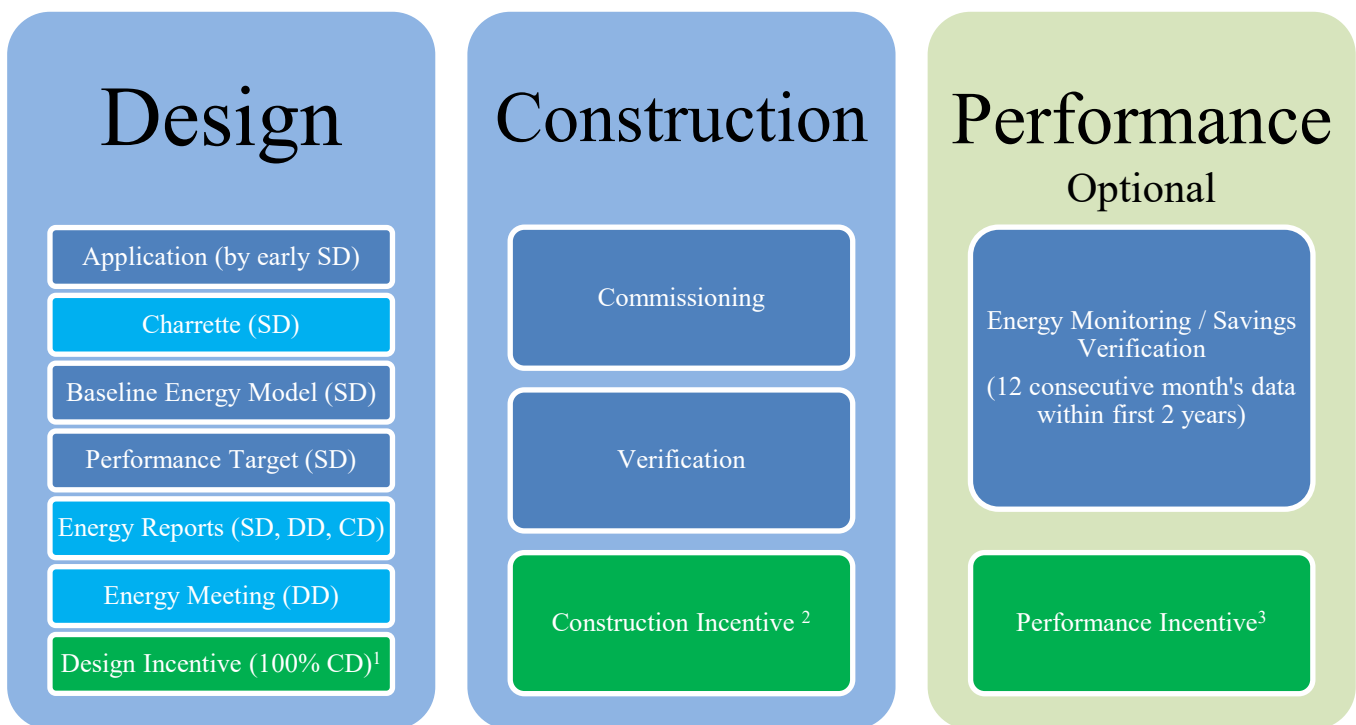 Design
Application (by early SD)
Charrette (SD)
Baseline Energy Model (SD)
Performance Target (SD)
Energy Reports (SD, DD, CD)
Energy Meeting (DD)
Design Incentive (100% CD)¹
Construction
Commissioning
Verification
Construction Incentive ²
Performance
Optional
Energy Monitoring / Savings
Verification
(12 consecutive month's data
within first 2 years)
Performance Incentive³